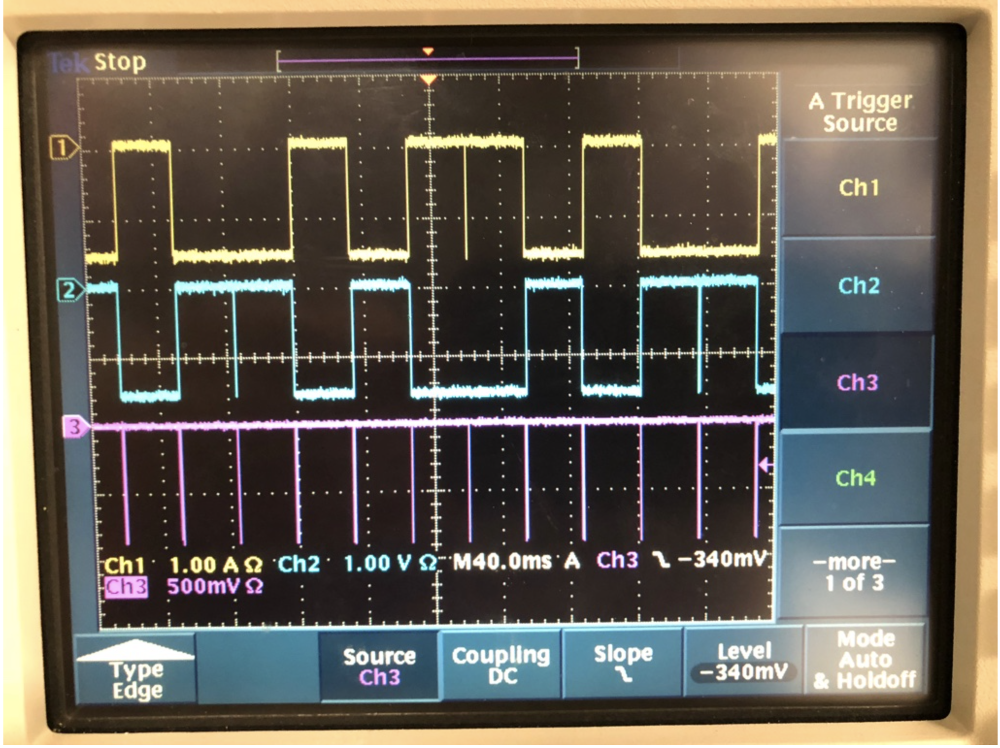 Tek Stop
A Trigger
Source
1
Ch1
2
Ch2
3
Ch3
Ch4
Ch1 1.00 A Ω Ch2 1.00 V Ω M40.0ms A Ch3 -340mV
Ch3 500mV Ω
-more-
1 of 3
Type
Edge
Source
Ch3
Coupling
DC
Slope
Level
-340mV
Mode
Auto
& Holdoff